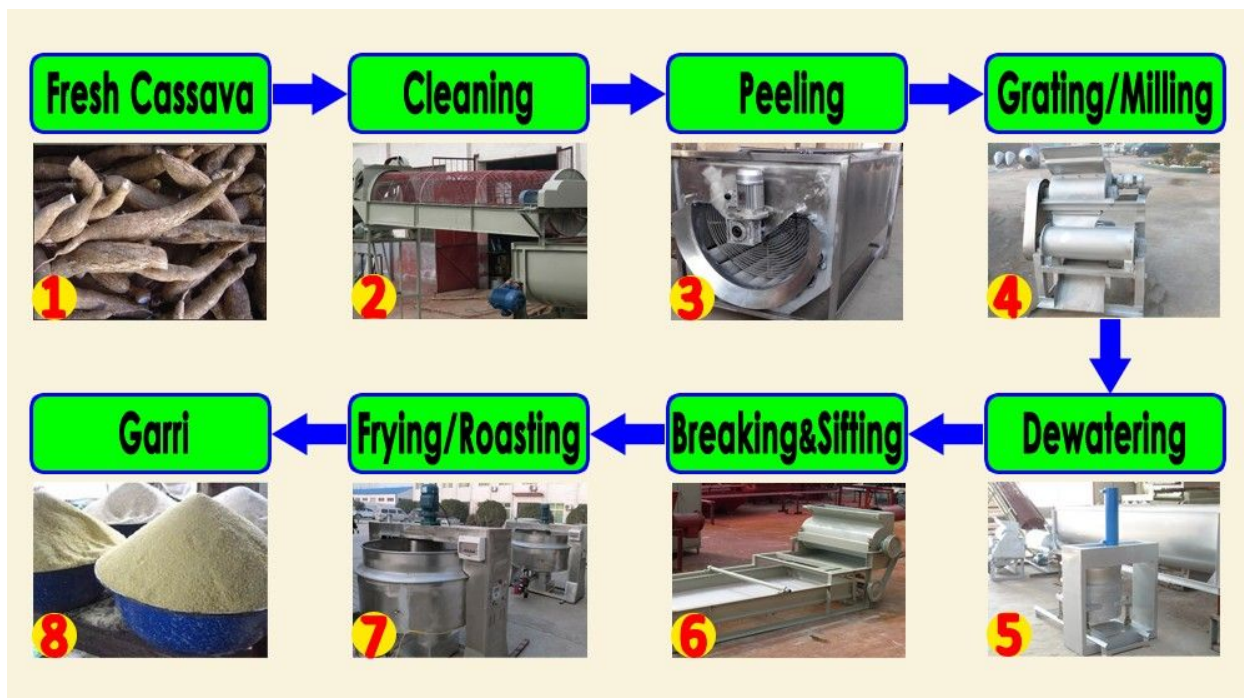 Fresh Cassava
Cleaning
Peeling
Grating/Milling
1
2
3
4
Garri
Frying/Roasting
Breaking&Sifting
Dewatering
8
7
6
5